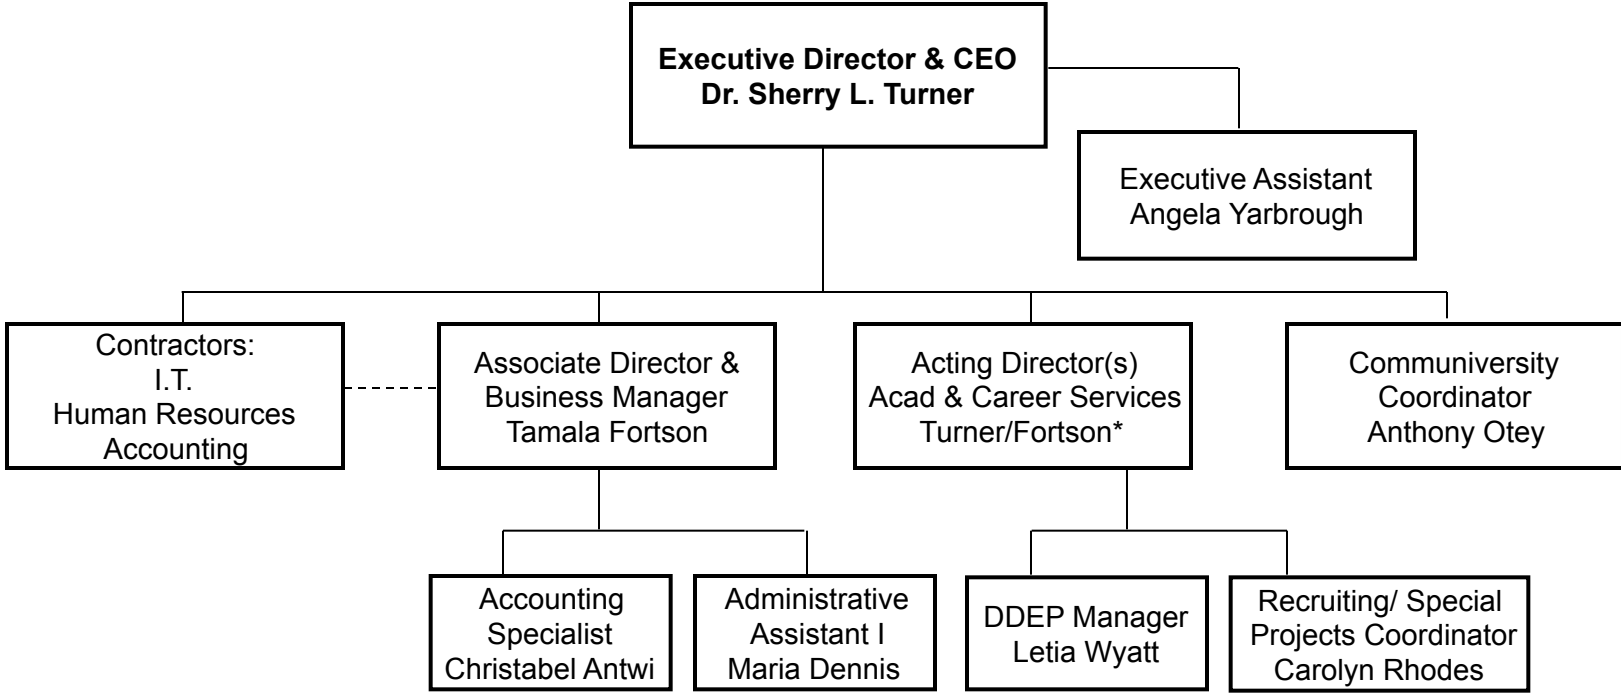 Executive Director & CEO
Dr. Sherry L. Turner
Executive Assistant
Angela Yarbrough
Contractors:
I.T.
Human Resources
Accounting
Associate Director &
Business Manager
Tamala Fortson
Acting Director(s)
Acad & Career Services
Turner/Fortson*
Communiversity
Coordinator
Anthony Otey
Accounting
Specialist
Christabel Antwi
Administrative
Assistant I
Maria Dennis
DDEP Manager
Letia Wyatt
Recruiting/ Special
Projects Coordinator
Carolyn Rhodes